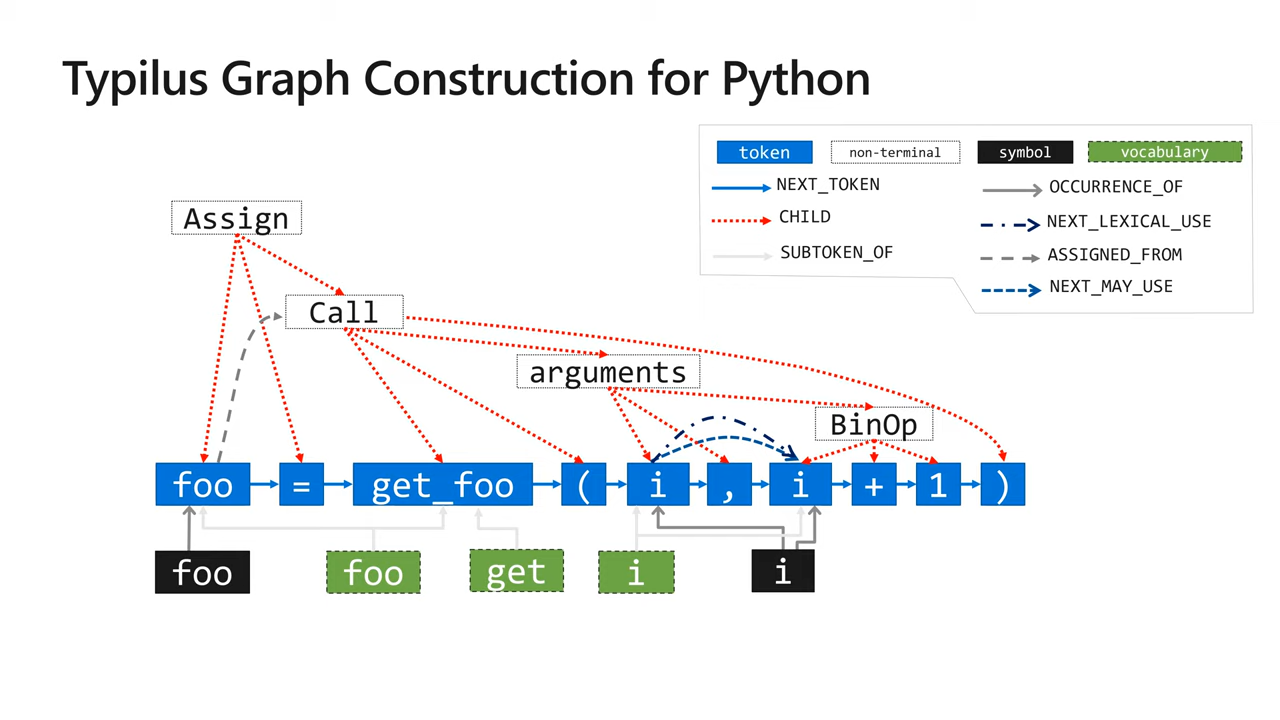 Typilus Graph Construction for Python
token non-terminal symbol vocabulary
NEXT_TOKEN OCCURRENCE_OF
CHILD NEXT_LEXICAL_USE
SUBTOKEN_OF ASSIGNED_FROM
NEXT_MAY_USE
Assign
Call
arguments
BinOp
foo = get_foo ( i , i + 1 )
foo foo get i i